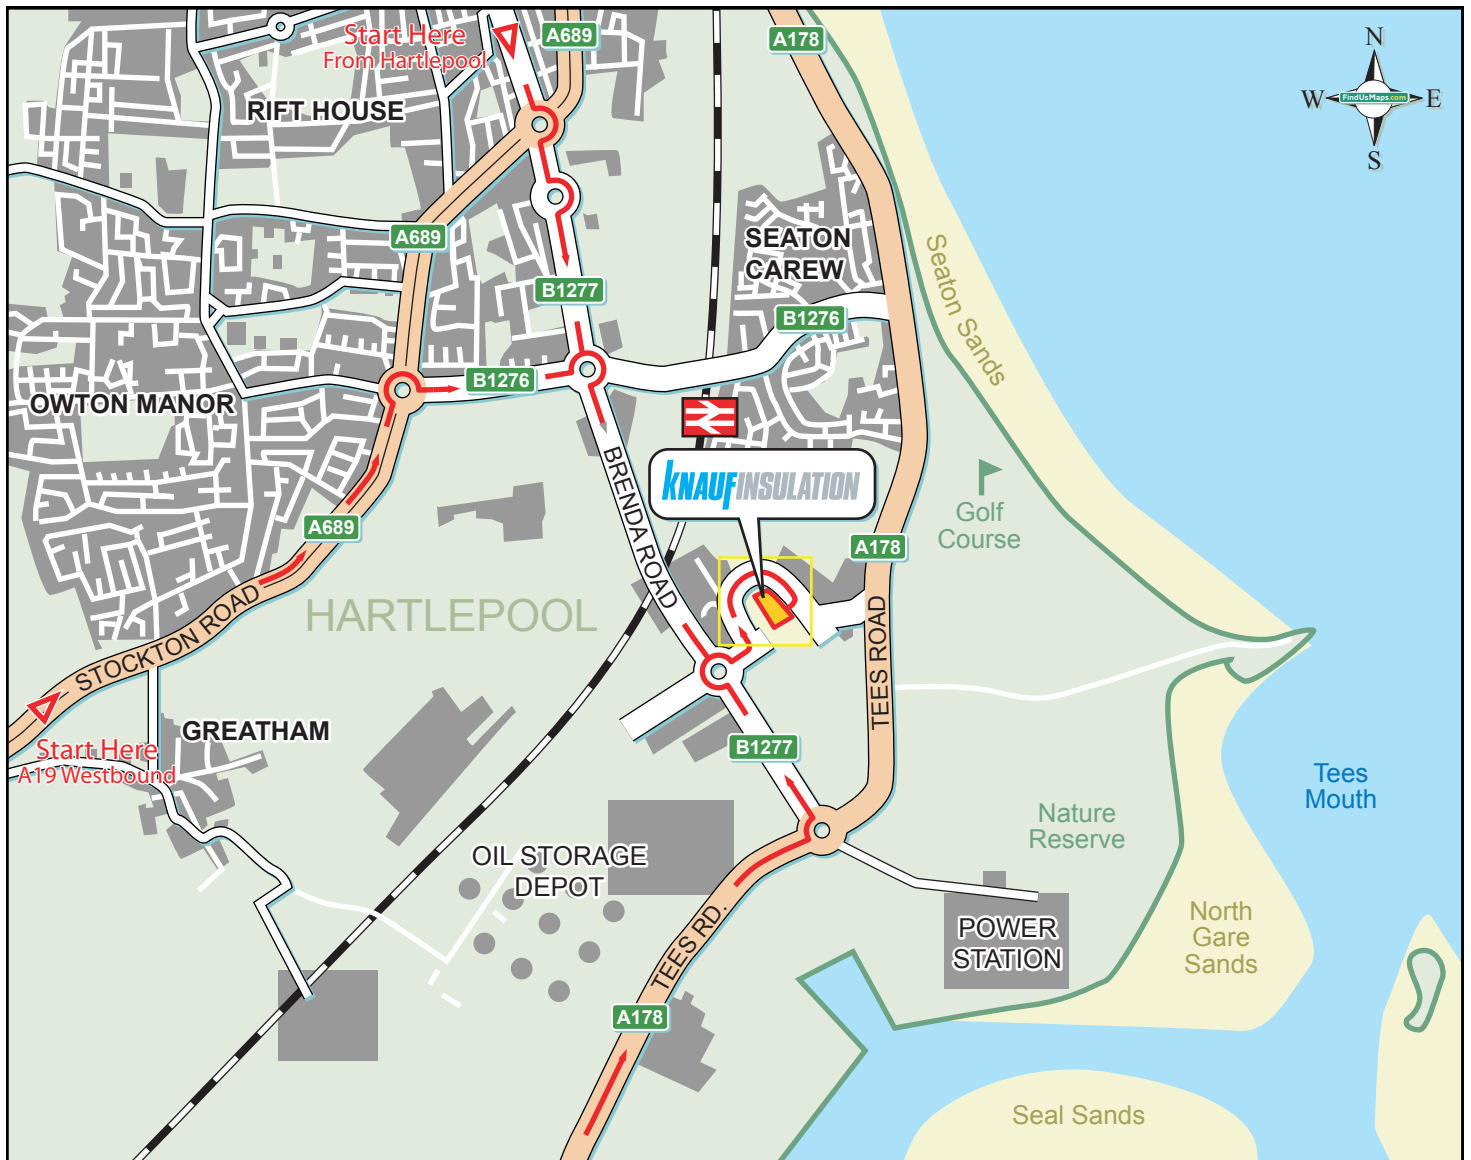 Start Here
From Hartlepool
A689
A178
N
W
FindUsMaps.com
E
S
RIFT HOUSE
A689
SEATON
CAREW
B1277
B1276
Seaton Sands
B1276
OWTON MANOR
BRENDA ROAD
KNAUFINSULATION
A689
Golf
Course
A178
HARTLEPOOL
STOCKTON ROAD
TEES ROAD
GREATHAM
Start Here
A19 Westbound
B1277
Tees
Mouth
Nature
Reserve
OIL STORAGE
DEPOT
TEES RD.
POWER
STATION
North
Gare
Sands
A178
Seal Sands